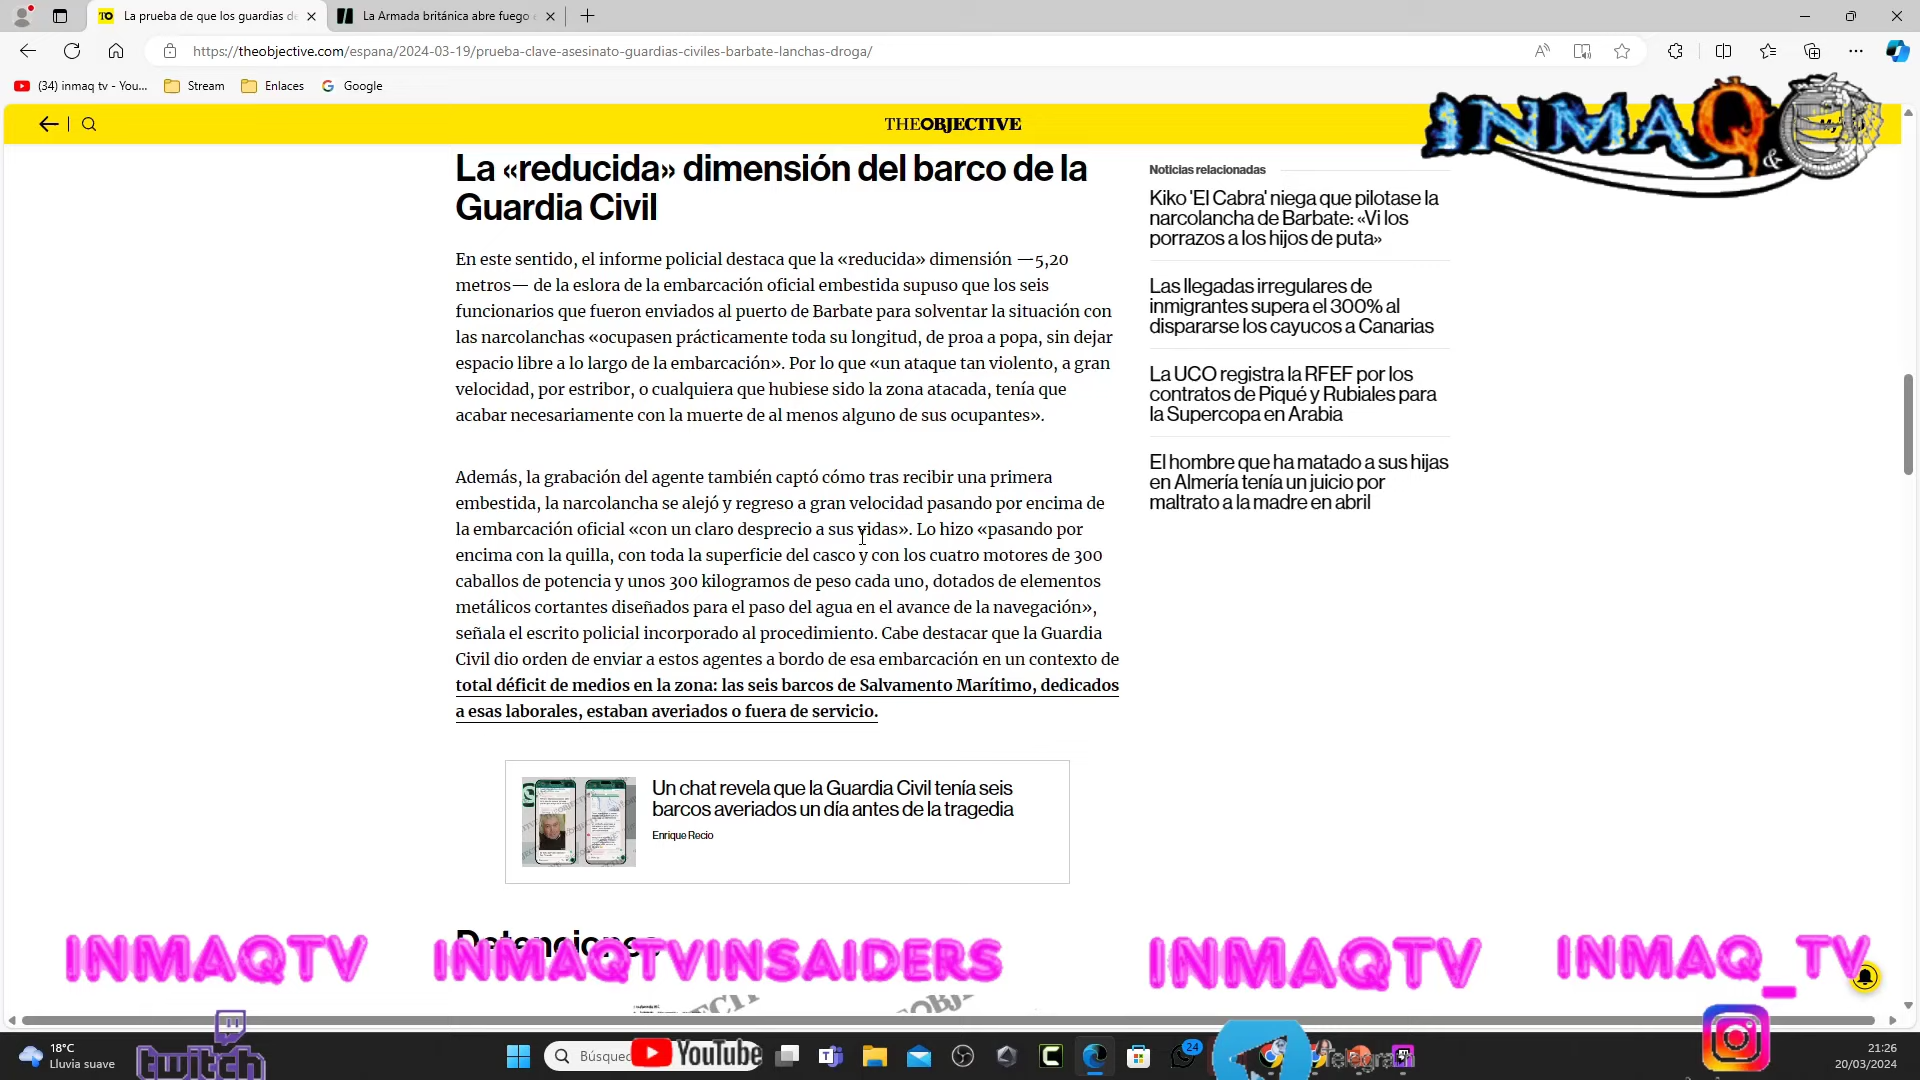 La prueba de que los guardias de
La Armada británica abre fuego
https://theobjective.com/espana/2024-03-19/prueba-clave-asesinato-guardias-civiles-barbate-lanchas-droga/
(34) inmaq tv - You...
Stream
Enlaces
Google
THEOBJECTIVE
INMAQ
&
La «reducida» dimensión del barco de la
Guardia Civil
En este sentido, el informe policial destaca que la «reducida» dimensión —5,20
metros— de la eslora de la embarcación oficial embestida supuso que los seis
funcionarios que fueron enviados al puerto de Barbate para solventar la situación con
las narcolanchas «ocupasen prácticamente toda su longitud, de proa a popa, sin dejar
espacio libre a lo largo de la embarcación». Por lo que «un ataque tan violento, a gran
velocidad, por estribor, o cualquiera que hubiese sido la zona atacada, tenía que
acabar necesariamente con la muerte de al menos alguno de sus ocupantes».
Además, la grabación del agente también captó cómo tras recibir una primera
embestida, la narcolancha se alejó y regreso a gran velocidad pasando por encima de
la embarcación oficial «con un claro desprecio a sus vidas». Lo hizo «pasando por
encima con la quilla, con toda la superficie del casco y con los cuatro motores de 300
caballos de potencia y unos 300 kilogramos de peso cada uno, dotados de elementos
metálicos cortantes diseñados para el paso del agua en el avance de la navegación»,
señala el escrito policial incorporado al procedimiento. Cabe destacar que la Guardia
Civil dio orden de enviar a estos agentes a bordo de esa embarcación en un contexto de
total déficit de medios en la zona: las seis barcos de Salvamento Marítimo, dedicados
a esas laborales, estaban averiados o fuera de servicio.
Un chat revela que la Guardia Civil tenía seis
barcos averiados un día antes de la tragedia
Enrique Recio
Detenciones
Noticias relacionadas
Kiko 'El Cabra' niega que pilotase la
narcolancha de Barbate: «Vi los
porrazos a los hijos de puta»
Las llegadas irregulares de
inmigrantes supera el 300% al
dispararse los cayucos a Canarias
La UCO registra la RFEF por los
contratos de Piqué y Rubiales para
la Supercopa en Arabia
El hombre que ha matado a sus hijas
en Almería tenía un juicio por
maltrato a la madre en abril
INMAQTV
INMAQTVINSAIDERS
INMAQTV
INMAQ_TV
18°C
Lluvia suave
twitch
Búsque
YouTube
24
Telegram
21:26
20/03/2024